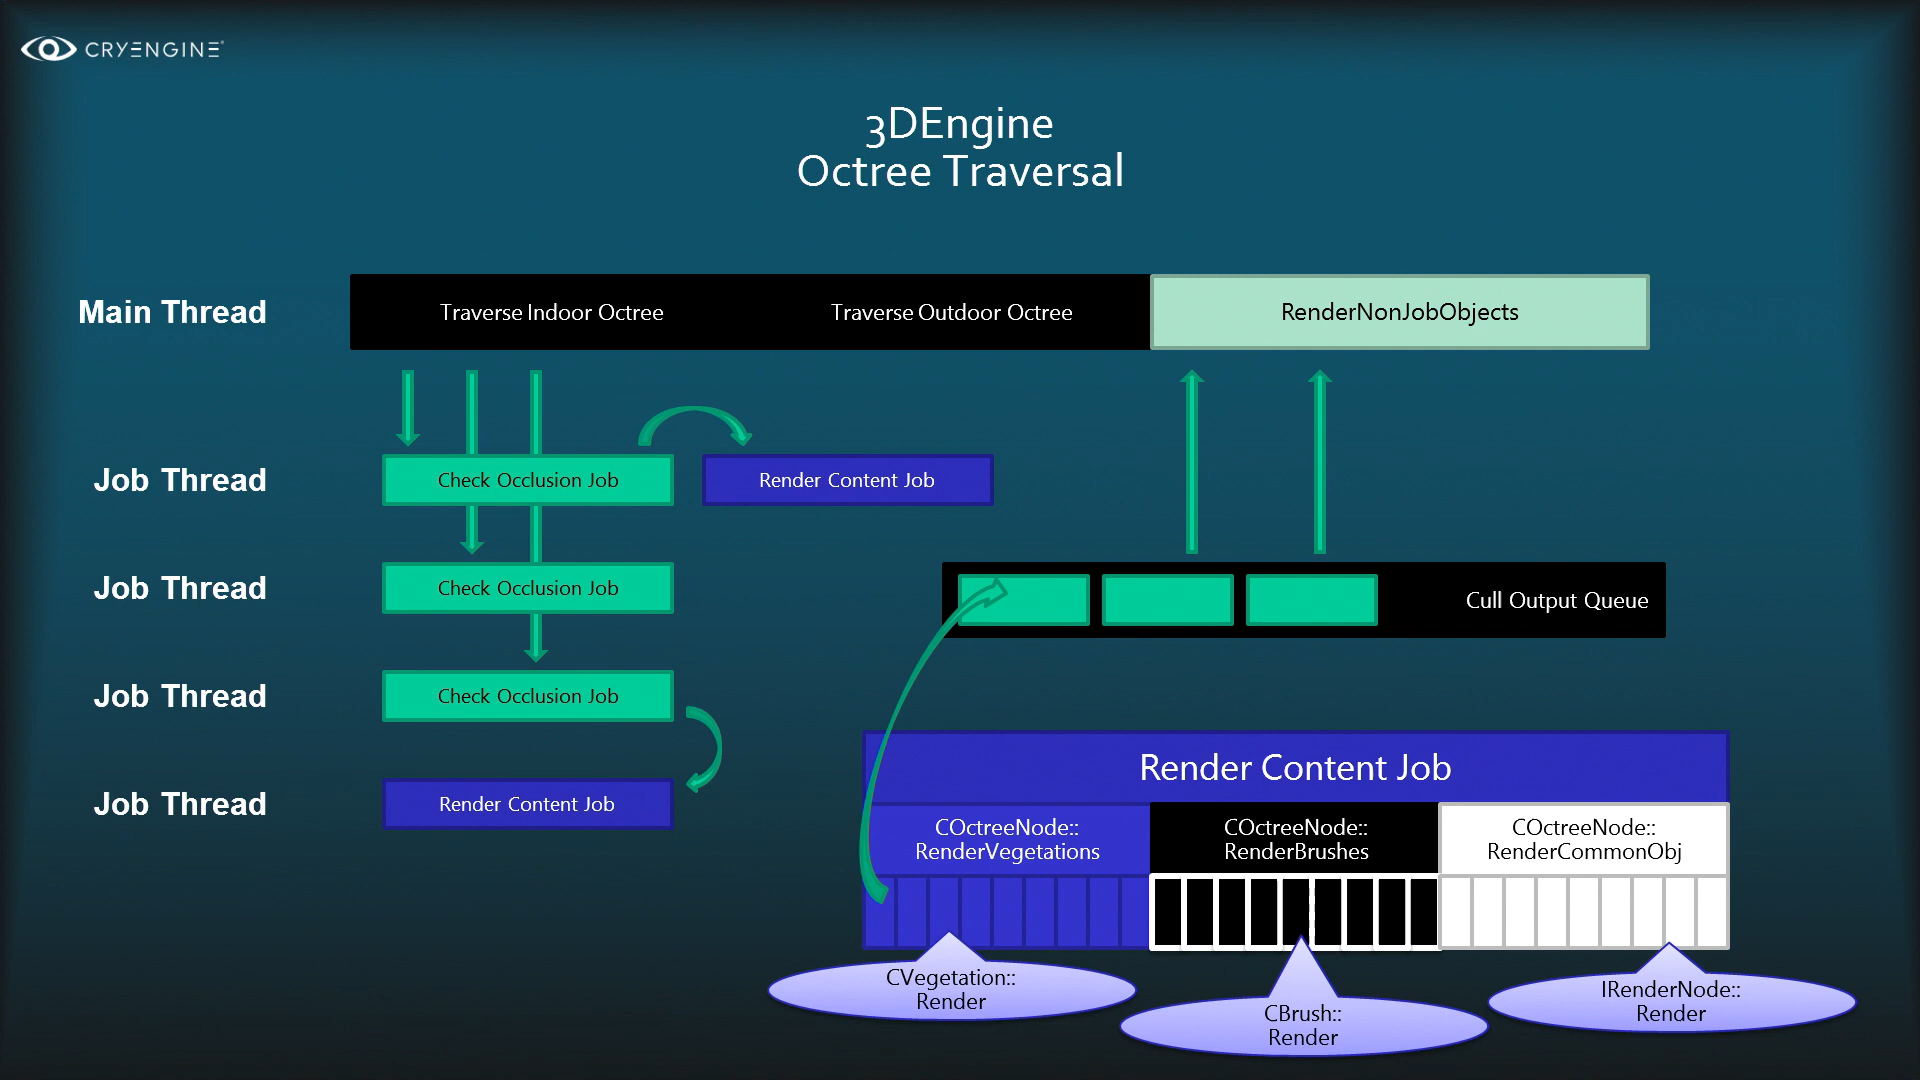 CRYENGINE
3DEngine
Octree Traversal
Main Thread
Traverse Indoor Octree
Traverse Outdoor Octree
RenderNonJobObjects
Job Thread
Check Occlusion Job
Render Content Job
Job Thread
Check Occlusion Job
Cull Output Queue
Job Thread
Check Occlusion Job
Job Thread
Render Content Job
Render Content Job
COctreeNode::
RenderVegetations
COctreeNode::
RenderBrushes
COctreeNode::
RenderCommonObj
CVegetation::
Render
CBrush::
Render
IRenderNode::
Render